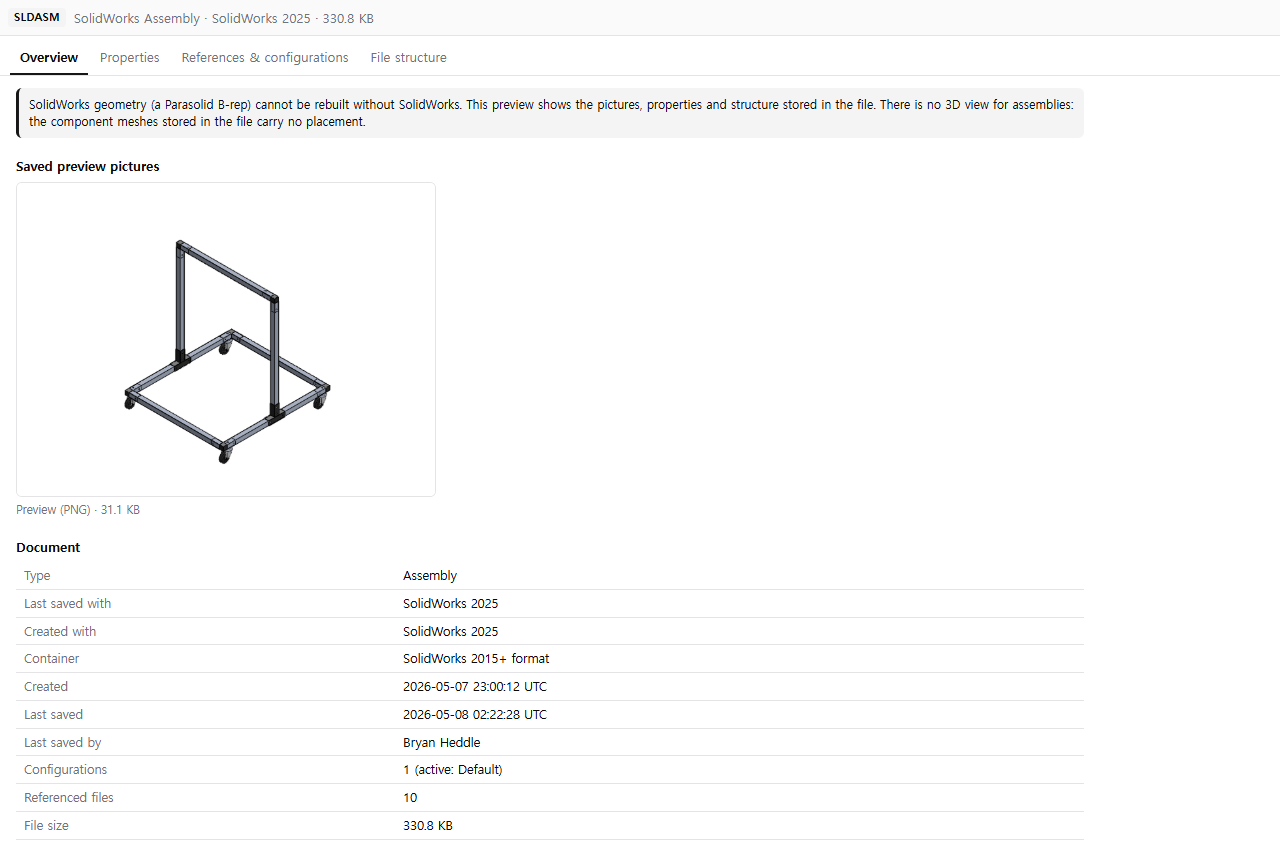 SLDASM SolidWorks Assembly · SolidWorks 2025 · 330.8 KB
Overview Properties References & configurations File structure
SolidWorks geometry (a Parasolid B-rep) cannot be rebuilt without SolidWorks. This preview shows the pictures, properties and structure stored in the file. There is no 3D view for assemblies:
the component meshes stored in the file carry no placement.
Saved preview pictures
Preview (PNG) · 31.1 KB
Document
Type Assembly
Last saved with SolidWorks 2025
Created with SolidWorks 2025
Container SolidWorks 2015+ format
Created 2026-05-07 23:00:12 UTC
Last saved 2026-05-08 02:22:28 UTC
Last saved by Bryan Heddle
Configurations 1 (active: Default)
Referenced files 10
File size 330.8 KB